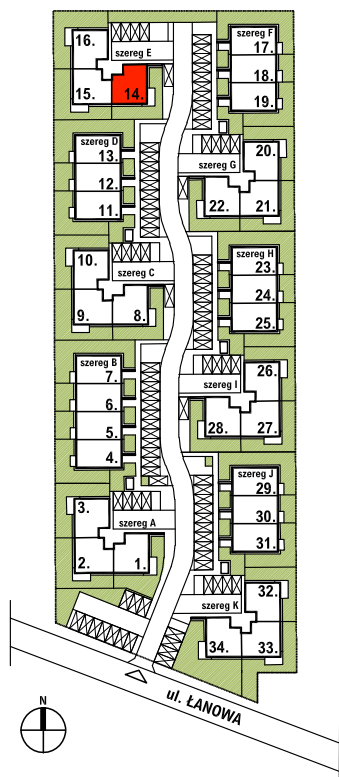 16.
szereg E
15.
14.
szereg F
17.
18.
19.
szereg D
13.
12.
11.
szereg G
20.
22.
21.
10.
szereg C
9.
8.
szereg H
23.
24.
25.
szereg B
7.
6.
5.
4.
26.
szereg I
28.
27.
3.
szereg A
2.
1.
szereg J
29.
30.
31.
szereg K
32.
34.
33.
ul. ŁANOWA
N